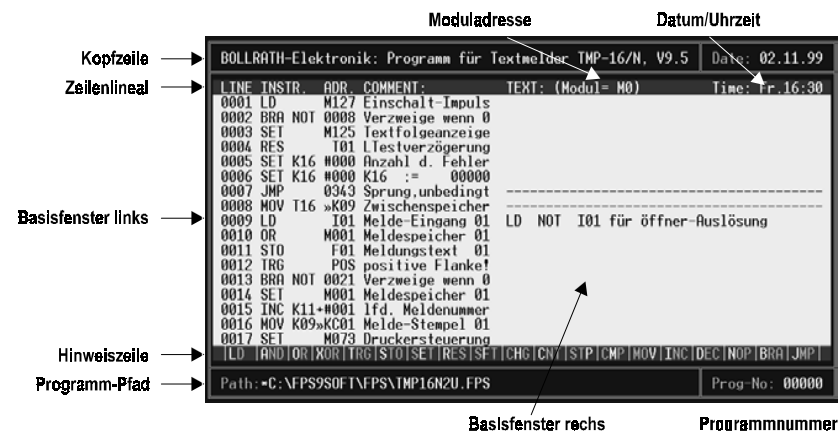 Moduladresse Datum/Uhrzeit
Kopfzeile BOLLRATH-Elektronik: Programm für Textmelder TMP-16/N, V9.5 Date: 02.11.99
Zeilenlineal LINE INSTR. ADR. COMMENT: TEXT: (Modul= M0) Time: Fr.16:30
0001 LD M127 Einschalt-Impuls
0002 BRA NOT 0008 Verzweige wenn 0
0003 SET M125 Textfolgeanzeige
0004 RES T01 LTestverzögerung
0005 SET K16 #000 Anzahl d. Fehler
0006 SET K16 #000 K16 := 00000
0007 JMP 0343 Sprung,unbedingt
0008 MOV T16 »K09 Zwischenspeicher
Basisfenster links 0009 LD I01 Melde-Eingang 01 LD NOT I01 für öffner-Auslösung
0010 OR M001 Meldespeicher 01
0011 STO F01 Meldungstext 01
0012 TRG POS positive Flanke!
0013 BRA NOT 0021 Verzweige wenn 0
0014 SET M001 Meldespeicher 01
0015 INC K11+#001 lfd. Meldenummer
0016 MOV K09»KC01 Melde-Stempel 01
0017 SET M073 Druckersteuerung
Hinweiszeile |LD |AND|OR |XOR|TRG|STO|SET|RES|SFT|CHG|CNT|STP|CMP|MOV|INC|DEC|NOP|BRA|JMP|
Programm-Pfad Path:•C:\FPS9SOFT\FPS\TMP16N2U.FPS Prog-No: 00000
Basisfenster rechs Programmnummer